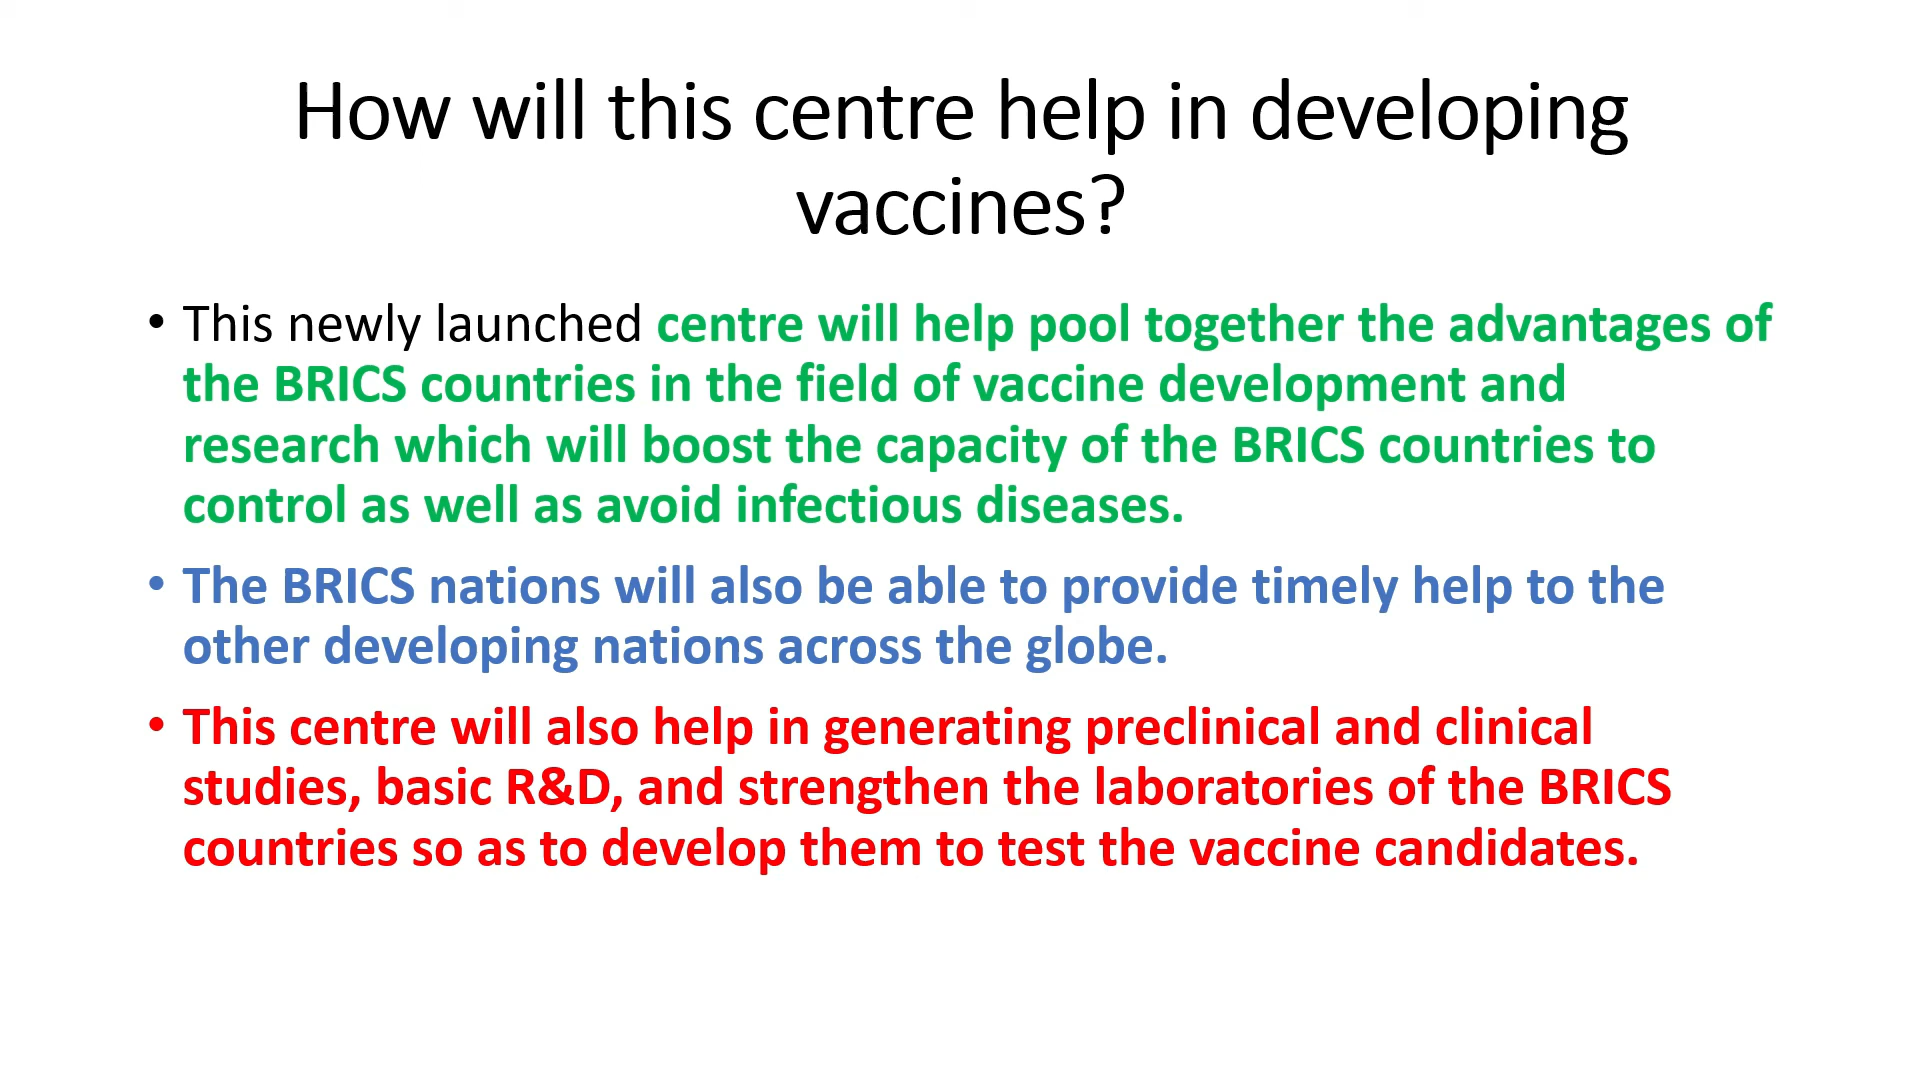 How will this centre help in developing
vaccines?
• This newly launched centre will help pool together the advantages of
the BRICS countries in the field of vaccine development and
research which will boost the capacity of the BRICS countries to
control as well as avoid infectious diseases.
• The BRICS nations will also be able to provide timely help to the
other developing nations across the globe.
• This centre will also help in generating preclinical and clinical
studies, basic R&D, and strengthen the laboratories of the BRICS
countries so as to develop them to test the vaccine candidates.